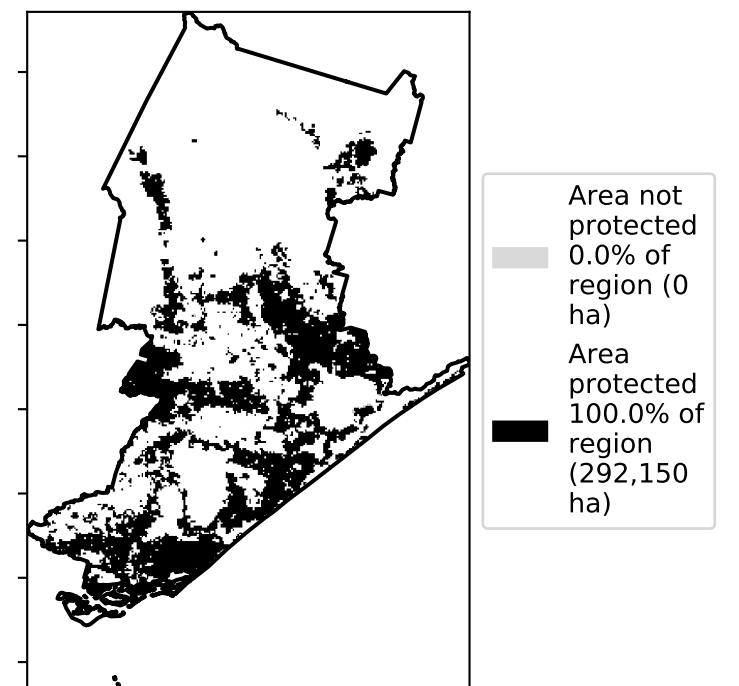 Area not
protected
0.0% of
region (0
ha)
Area
protected
100.0% of
region
(292,150
ha)